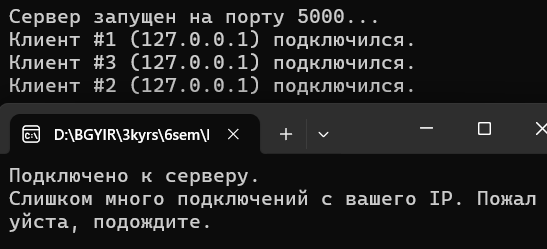 Сервер запущен на порту 5000...
Клиент #1 (127.0.0.1) подключился.
Клиент #3 (127.0.0.1) подключился.
Клиент #2 (127.0.0.1) подключился.
D:\BGYIR\3kyrs\6sem\
Подключено к серверу.
Слишком много подключений с вашего IP. Пожал
уйста, подождите.